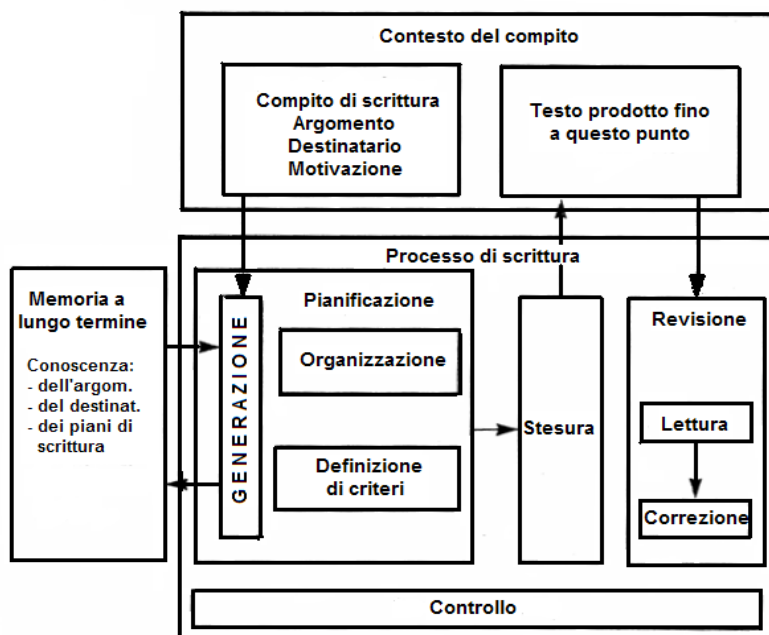 Contesto del compito
Compito di scrittura
Argomento
Destinatario
Motivazione
Testo prodotto fino
a questo punto
Processo di scrittura
Memoria a
lungo termine
Conoscenza:
- dell'argom.
- del destinat.
- dei piani di
scrittura
GENERAZIONE
Pianificazione
Organizzazione
Definizione
di criteri
Stesura
Revisione
Lettura
Correzione
Controllo